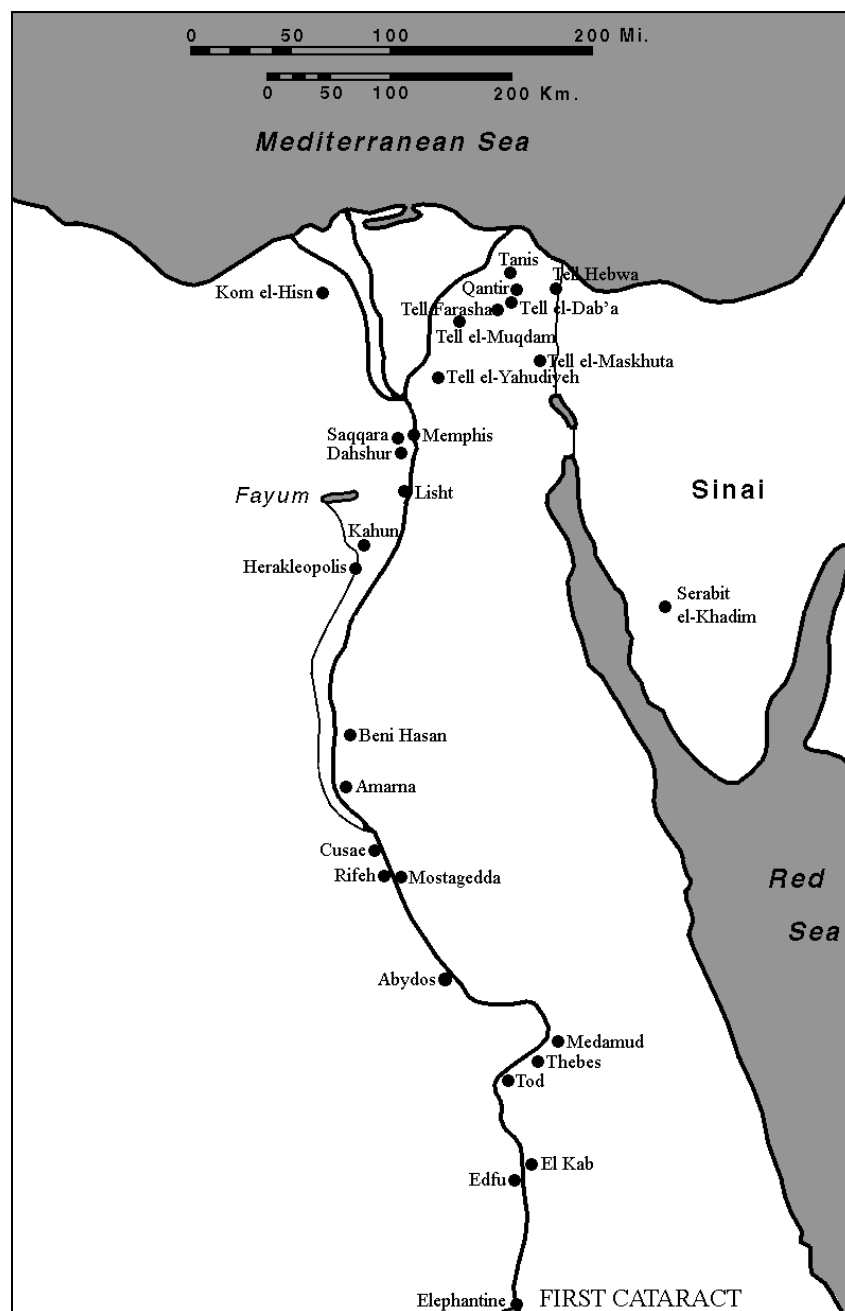 0 50 100 200 Mi.
0 50 100 200 Km.
Mediterranean Sea
Tanis
Tell Hebwa
Kom el-Hisn
Qantir
Tell Farasha
Tell el-Dab’a
Tell el-Muqdam
Tell el-Maskhuta
Tell el-Yahudiyeh
Saqqara
Memphis
Dahshur
Fayum
Lisht
Sinai
Kahun
Herakleopolis
Serabit
el-Khadim
Beni Hasan
Amarna
Cusae
Rifeh
Mostagedda
Red
Sea
Abydos
Medamud
Thebes
Tod
El Kab
Edfu
Elephantine
FIRST CATARACT